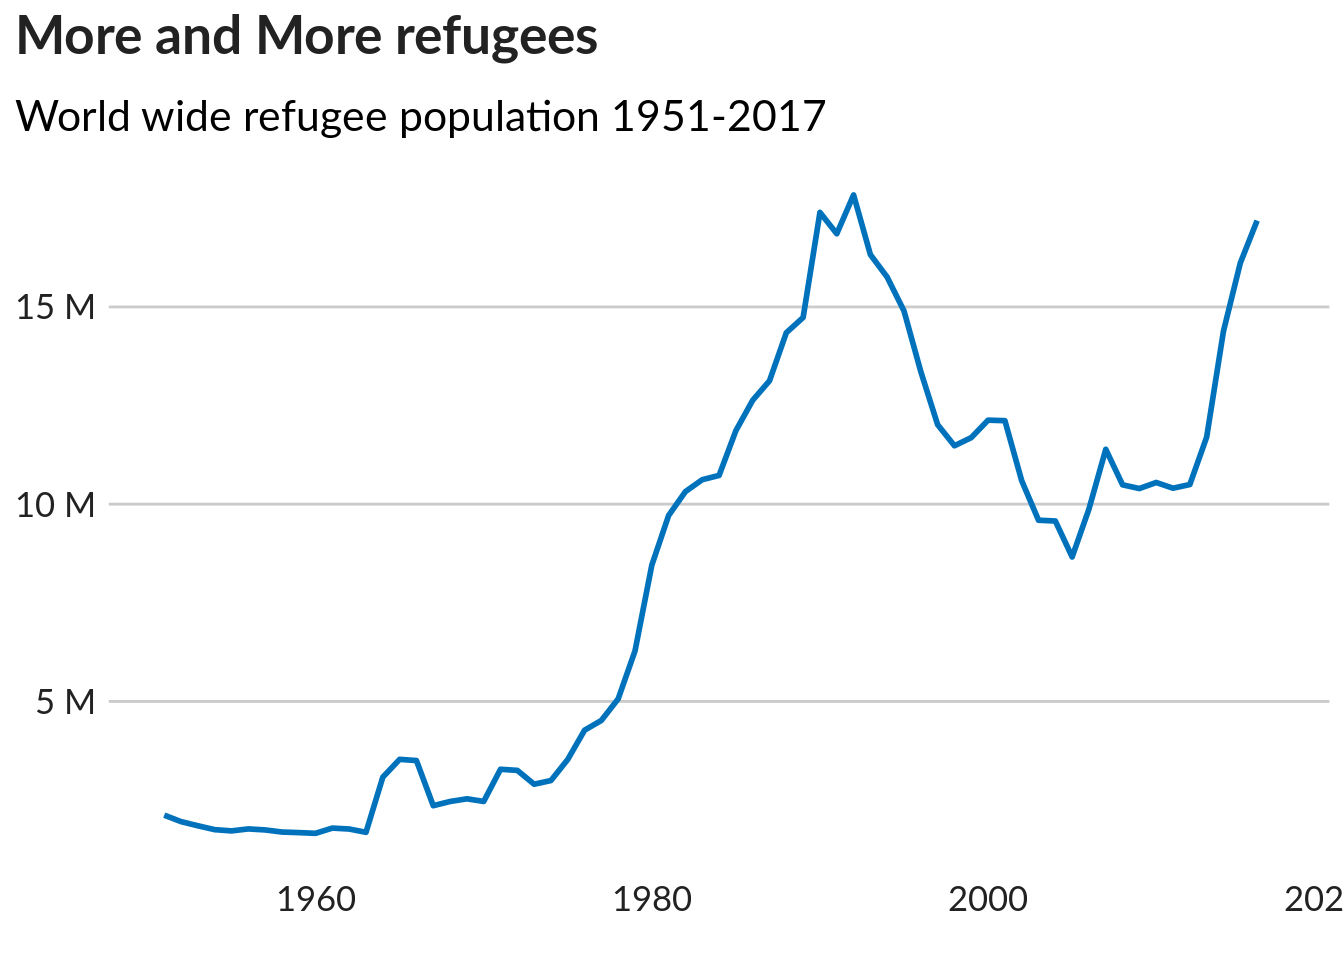 More and More refugees
World wide refugee population 1951-2017
15 M
10 M
5 M
1960 1980 2000 202